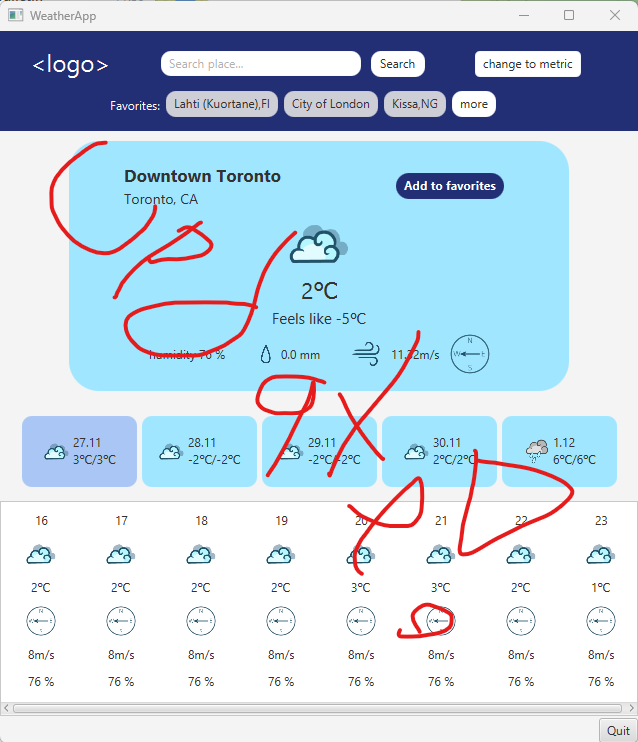 WeatherApp
<logo>
Search place...
Search
change to metric
Favorites:
Lahti (Kuortane),FI
City of London
Kissa,NG
more
Downtown Toronto
Toronto, CA
Add to favorites
2°C
Feels like -5°C
humidity 76 %
0.0 mm
11.32m/s
N
W
E
27.11
3°C/3°C
28.11
-2°C/-2°C
29.11
-2°C/-2°C
30.11
2°C/2°C
1.12
6°C/6°C
16 17 18 19 20 21 22 23
2°C 2°C 2°C 2°C 3°C 3°C 2°C 1°C
8m/s 8m/s 8m/s 8m/s 8m/s 8m/s 8m/s 8m/s
76 % 76 % 76 % 76 % 76 % 76 % 76 % 76 %
Quit